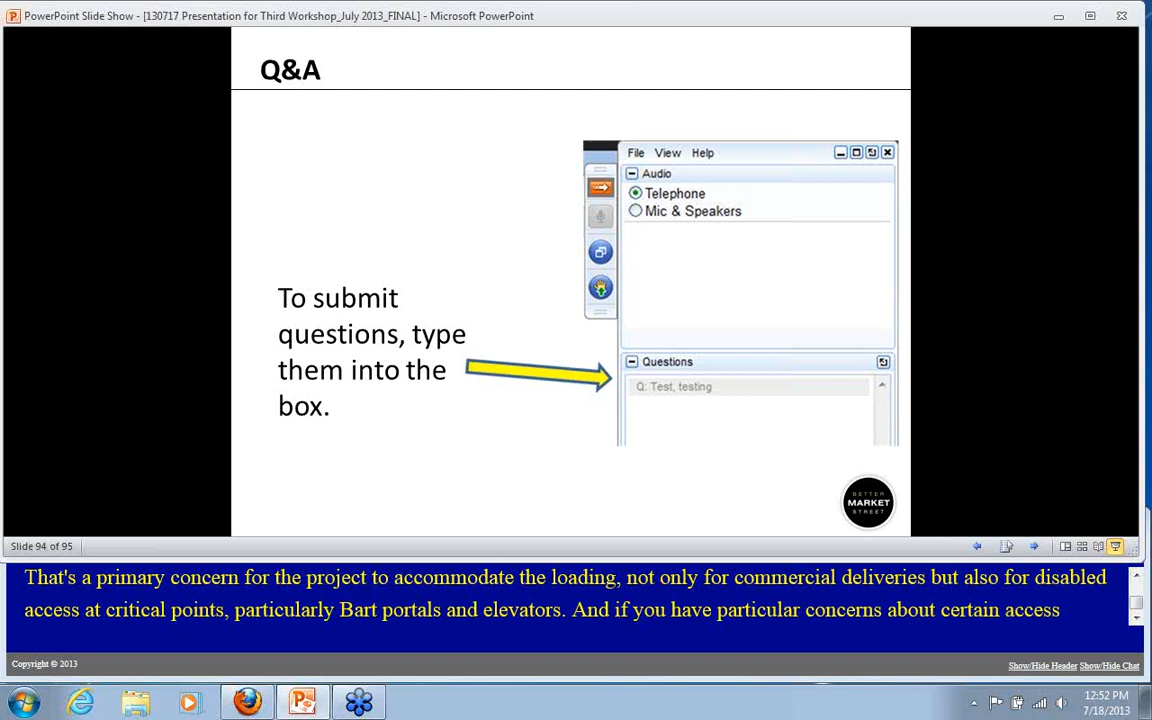 PowerPoint Slide Show - [130717 Presentation for Third Workshop_July 2013_FINAL] - Microsoft PowerPoint
Q&A
File View Help
Audio
Telephone
Mic & Speakers
To submit
questions, type
them into the
box.
Questions
Q: Test, testing
BETTER
MARKET
STREET
Slide 94 of 95
That's a primary concern for the project to accommodate the loading, not only for commercial deliveries but also for disabled
access at critical points, particularly Bart portals and elevators. And if you have particular concerns about certain access
Copyright © 2013
Show/Hide Header Show/Hide Chat
12:52 PM
7/18/2013